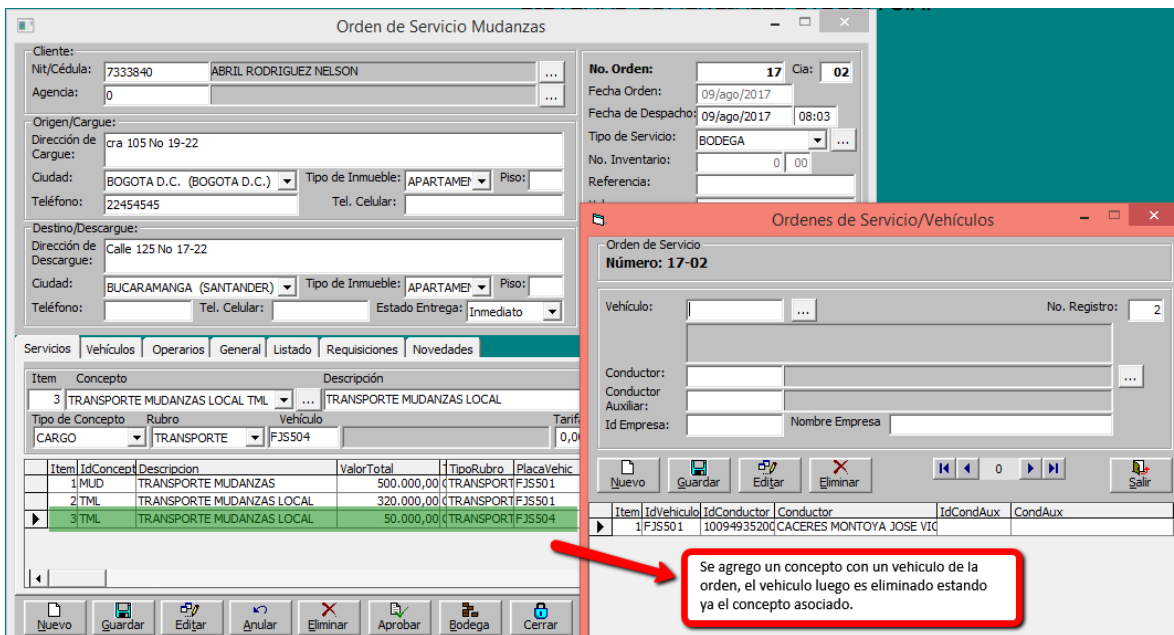 Orden de Servicio Mudanzas
Cliente:
Nit/Cédula: 7333840 ABRIL RODRIGUEZ NELSON ...
Agencia: 0 ...
Origen/Cargue:
Dirección de Cargue: cra 105 No 19-22
Ciudad: BOGOTA D.C. (BOGOTA D.C.) Tipo de Inmueble: APARTAMEN Piso:
Teléfono: 22454545 Tel. Celular:
Destino/Descargue:
Dirección de Descargue: Calle 125 No 17-22
Ciudad: BUCARAMANGA (SANTANDER) Tipo de Inmueble: APARTAMEN Piso:
Teléfono: Tel. Celular: Estado Entrega: Inmediato
No. Orden: 17 Cia: 02
Fecha Orden: 09/ago/2017
Fecha de Despacho: 09/ago/2017 08:03
Tipo de Servicio: BODEGA ...
No. Inventario: 0 00
Referencia:
Servicios Vehículos Operarios General Listado Requisiciones Novedades
Item Concepto Descripción
3 TRANSPORTE MUDANZAS LOCAL TML ... TRANSPORTE MUDANZAS LOCAL
Tipo de Concepto Rubro Vehículo Tarifa
CARGO TRANSPORTE FJS504 0,00
Item IdConcept Descripcion ValorTotal TipoRubro PlacaVehic
1 MUD TRANSPORTE MUDANZAS 500.000,00 TRANSPORT FJS501
2 TML TRANSPORTE MUDANZAS LOCAL 320.000,00 TRANSPORT FJS501
3 TML TRANSPORTE MUDANZAS LOCAL 50.000,00 TRANSPORT FJS504
Nuevo Guardar Editar Anular Eliminar Aprobar Bodega Cerrar
Ordenes de Servicio/Vehículos
Orden de Servicio
Número: 17-02
Vehículo: ... No. Registro: 2
Conductor: ...
Conductor Auxiliar:
Id Empresa: Nombre Empresa
Nuevo Guardar Editar Eliminar 0 Salir
Item IdVehiculo IdConductor Conductor IdCondAux CondAux
1 FJS501 10094935200 CACERES MONTOYA JOSE VIC
Se agrego un concepto con un vehiculo de la
orden, el vehiculo luego es eliminado estando
ya el concepto asociado.